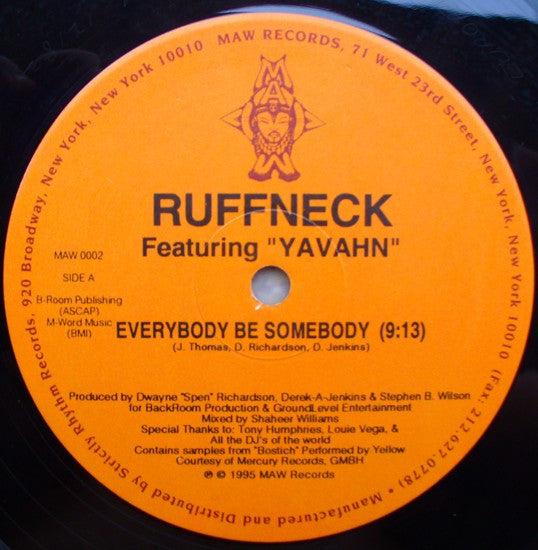 MAW RECORDS, 71 West 23rd Street, New York, New York 10010 (Fax: 212-627-0778) • Manufactured and Distributed by Strictly Rhythm Records, 920 Broadway, New York, New York 10010
MAW
RUFFNECK
Featuring "YAVAHN"
MAW 0002
SIDE A
B-Room Publishing
(ASCAP)
M-Word Music
(BMI)
EVERYBODY BE SOMEBODY (9:13)
(J. Thomas, D. Richardson, D. Jenkins)
Produced by Dwayne "Spen" Richardson, Derek-A-Jenkins & Stephen B. Wilson
for BackRoom Production & GroundLevel Entertainment
Mixed by Shaheer Williams
Special Thanks to: Tony Humphries, Louie Vega, &
All the DJ's of the world
Contains samples from "Bostich" Performed by Yellow
Courtesy of Mercury Records, GMBH
℗ © 1995 MAW Records